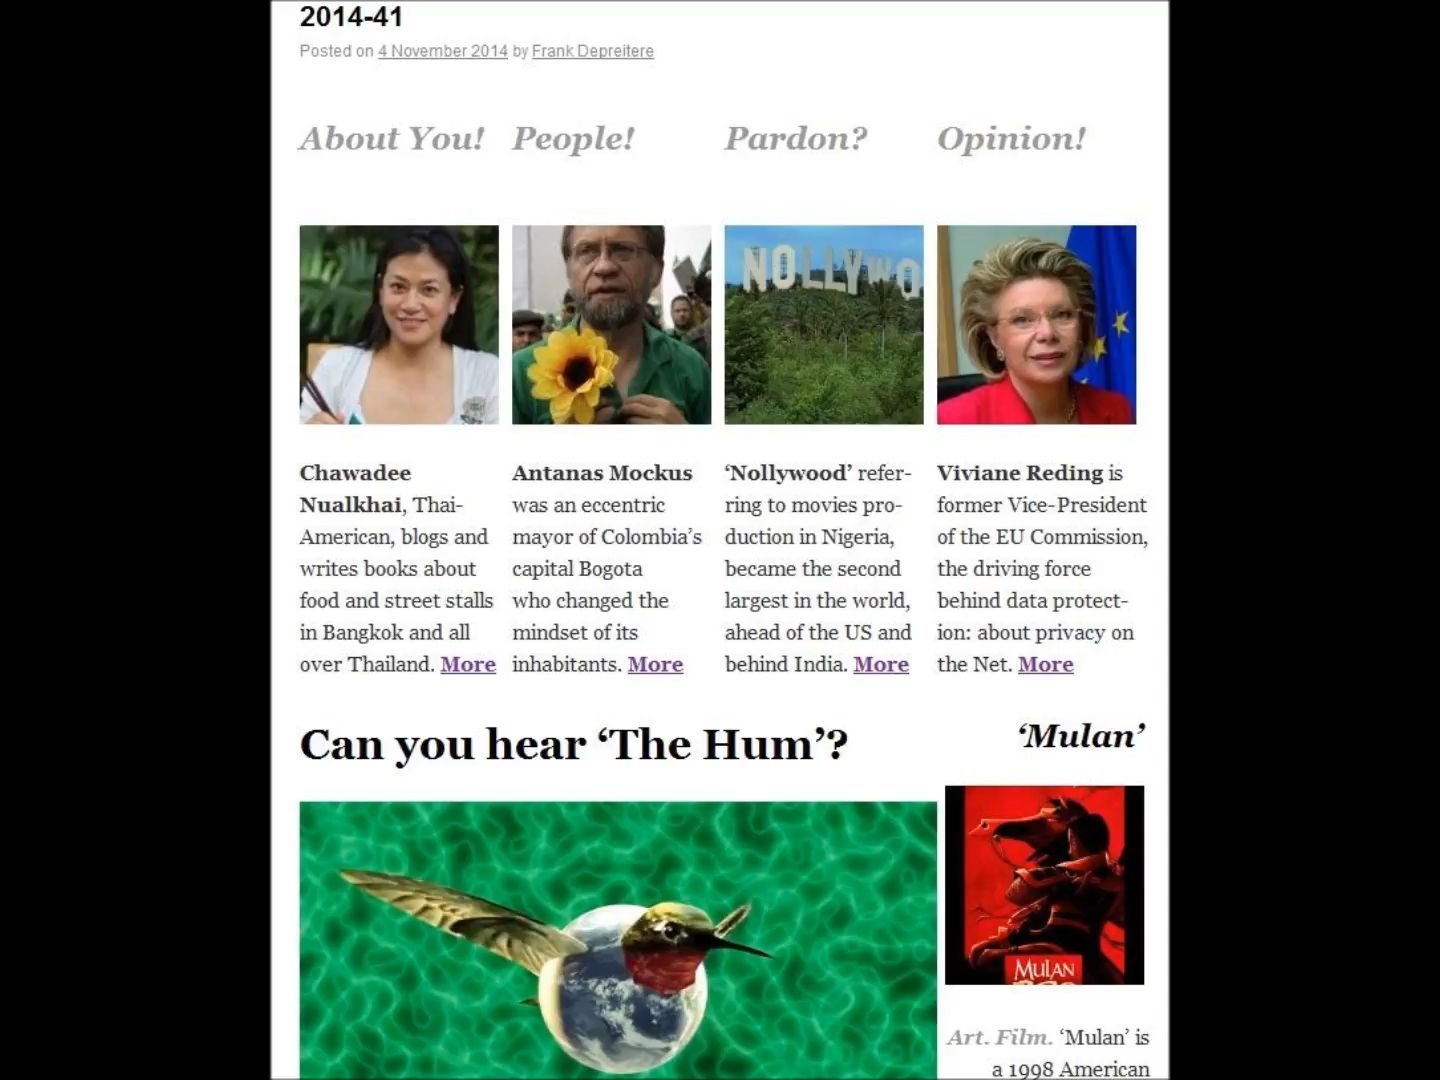 2014-41
Posted on 4 November 2014 by Frank Depreitere
About You!
People!
Pardon?
Opinion!
NOLLYWO
Chawadee
Nualkhai, Thai-
American, blogs and
writes books about
food and street stalls
in Bangkok and all
over Thailand. More
Antanas Mockus
was an eccentric
mayor of Colombia’s
capital Bogota
who changed the
mindset of its
inhabitants. More
‘Nollywood’ refer-
ring to movies pro-
duction in Nigeria,
became the second
largest in the world,
ahead of the US and
behind India. More
Viviane Reding is
former Vice-President
of the EU Commission,
the driving force
behind data protect-
ion: about privacy on
the Net. More
Can you hear ‘The Hum’?
‘Mulan’
MULAN
Art. Film. ‘Mulan’ is
a 1998 American